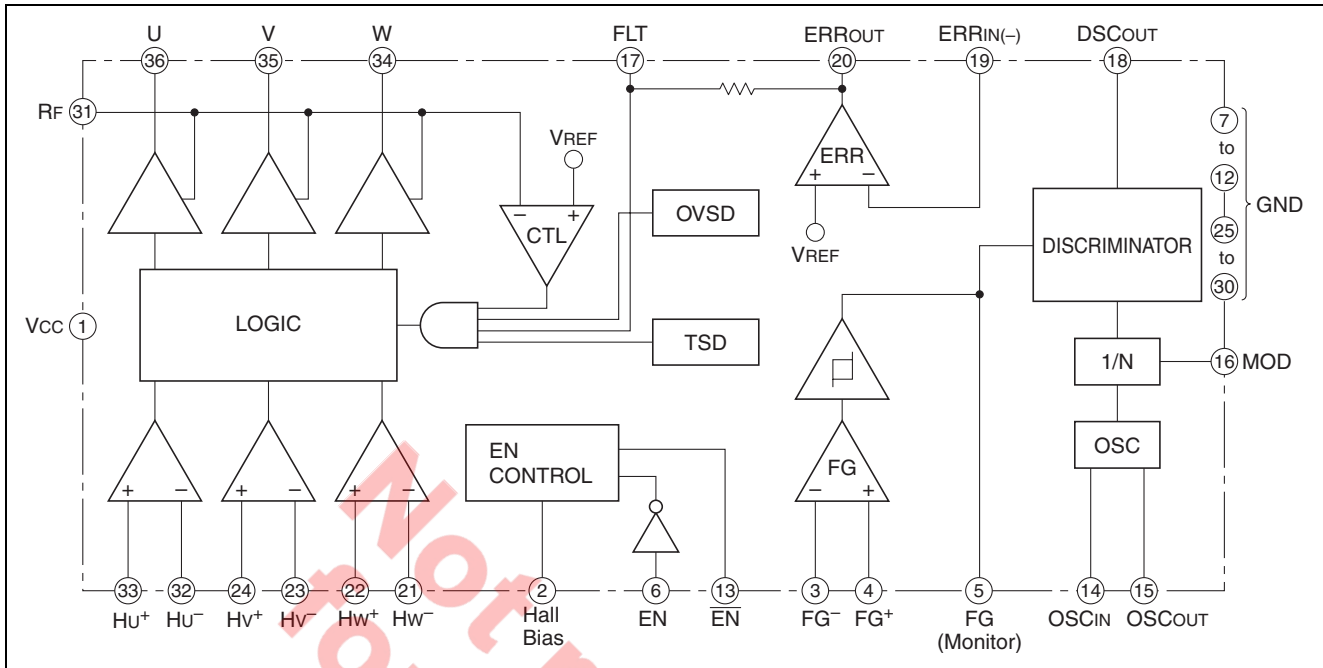 U V W FLT ERROUT ERRIN(–) DSCOUT
36 35 34 17 20 19 18
RF 31
VREF
ERR
+ –
VREF
– +
CTL
OVSD
7
to
12
25
to
30
GND
DISCRIMINATOR
VCC 1
LOGIC
TSD
1/N
16 MOD
OSC
EN
CONTROL
FG
– +
+ – + – + –
33 32 24 23 22 21 2 6 13 3 4 5 14 15
HU+ HU– HV+ HV– HW+ HW– Hall
Bias
EN EN FG– FG+ FG
(Monitor)
OSCIN OSCOUT
Not
fo